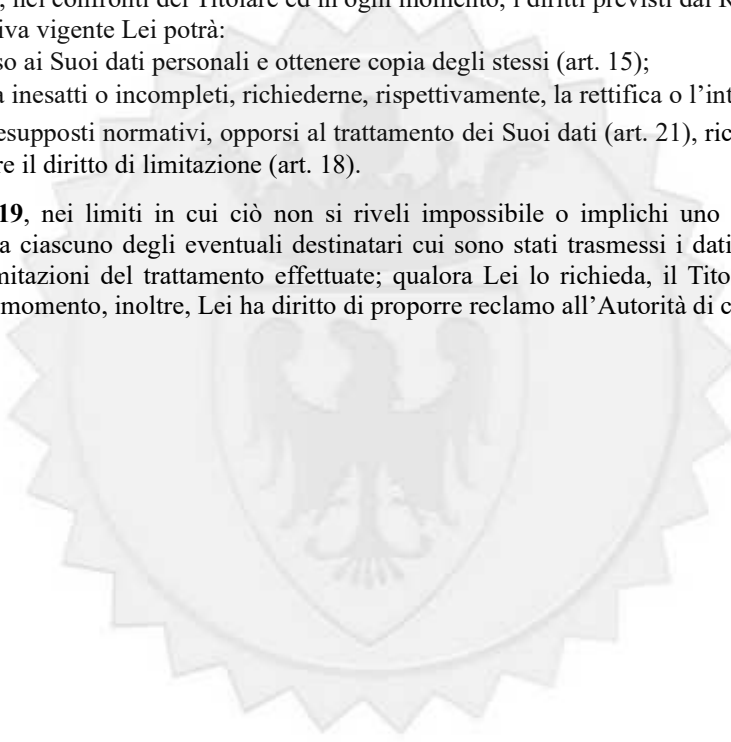 , nei confronti del Titolare ed in ogni momento, i diritti previsti dal R
iva vigente Lei potrà:
so ai Suoi dati personali e ottenere copia degli stessi (art. 15);
a inesatti o incompleti, richiederne, rispettivamente, la rettifica o l’int
esupposti normativi, opporsi al trattamento dei Suoi dati (art. 21), ric
re il diritto di limitazione (art. 18).
19, nei limiti in cui ciò non si riveli impossibile o implichi uno
a ciascuno degli eventuali destinatari cui sono stati trasmessi i dati
mitazioni del trattamento effettuate; qualora Lei lo richieda, il Tito
momento, inoltre, Lei ha diritto di proporre reclamo all’Autorità di c